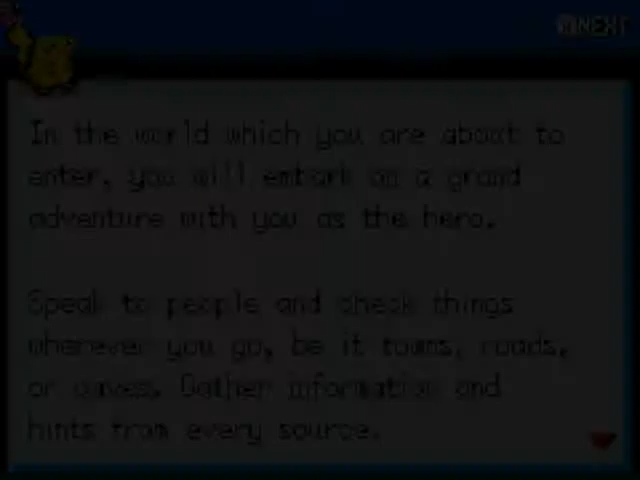 NEXT
In the world which you are about to
enter, you will embark on a grand
adventure with you as the hero.
Speak to people and check things
wherever you go, be it towns, roads,
or caves. Gather information and
hints from every source.